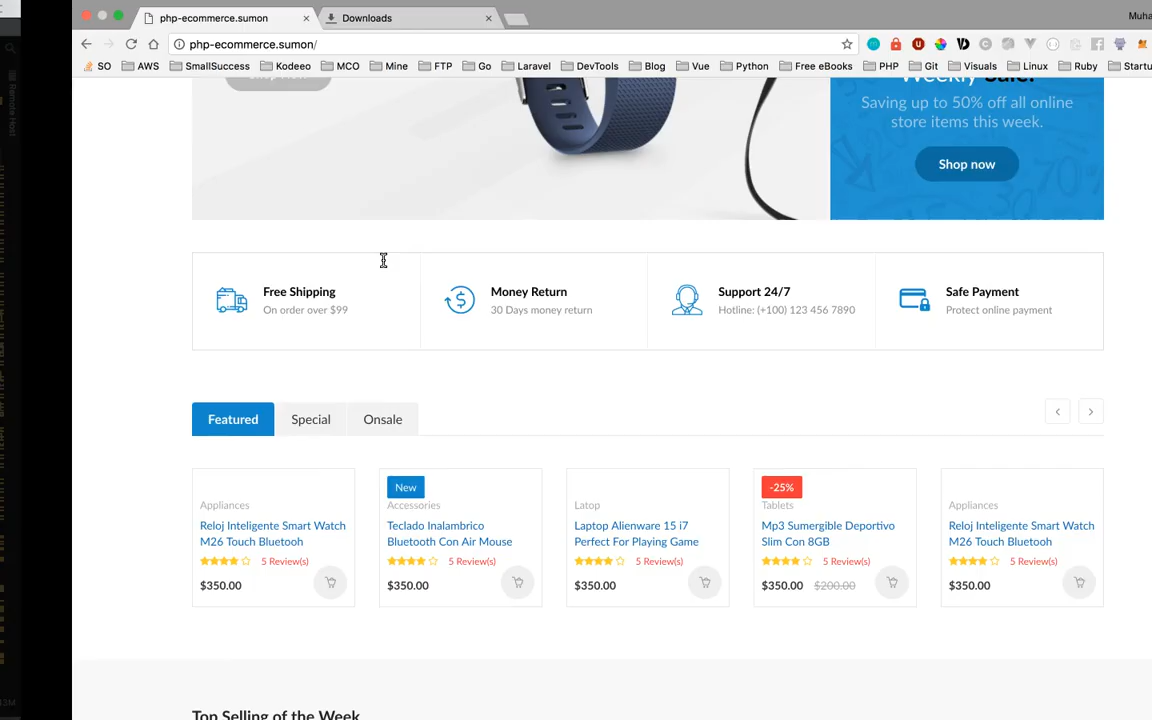 php-ecommerce.sumon
Downloads
Muha
php-ecommerce.sumon/
SO
AWS
SmallSuccess
Kodeeo
MCO
Mine
FTP
Go
Laravel
DevTools
Blog
Vue
Python
Free eBooks
PHP
Git
Visuals
Linux
Ruby
Startu
Weekly Sale!
Saving up to 50% off all online
store items this week.
Shop now
Free Shipping
On order over $99
Money Return
30 Days money return
Support 24/7
Hotline: (+100) 123 456 7890
Safe Payment
Protect online payment
Featured
Special
Onsale
Appliances
Reloj Inteligente Smart Watch
M26 Touch Bluetooh
5 Review(s)
$350.00
New
Accessories
Teclado Inalambrico
Bluetooth Con Air Mouse
5 Review(s)
$350.00
Latop
Laptop Alienware 15 i7
Perfect For Playing Game
5 Review(s)
$350.00
-25%
Tablets
Mp3 Sumergible Deportivo
Slim Con 8GB
5 Review(s)
$350.00 $200.00
Appliances
Reloj Inteligente Smart Watch
M26 Touch Bluetooh
5 Review(s)
$350.00
Top Selling of the Week
Remote Host